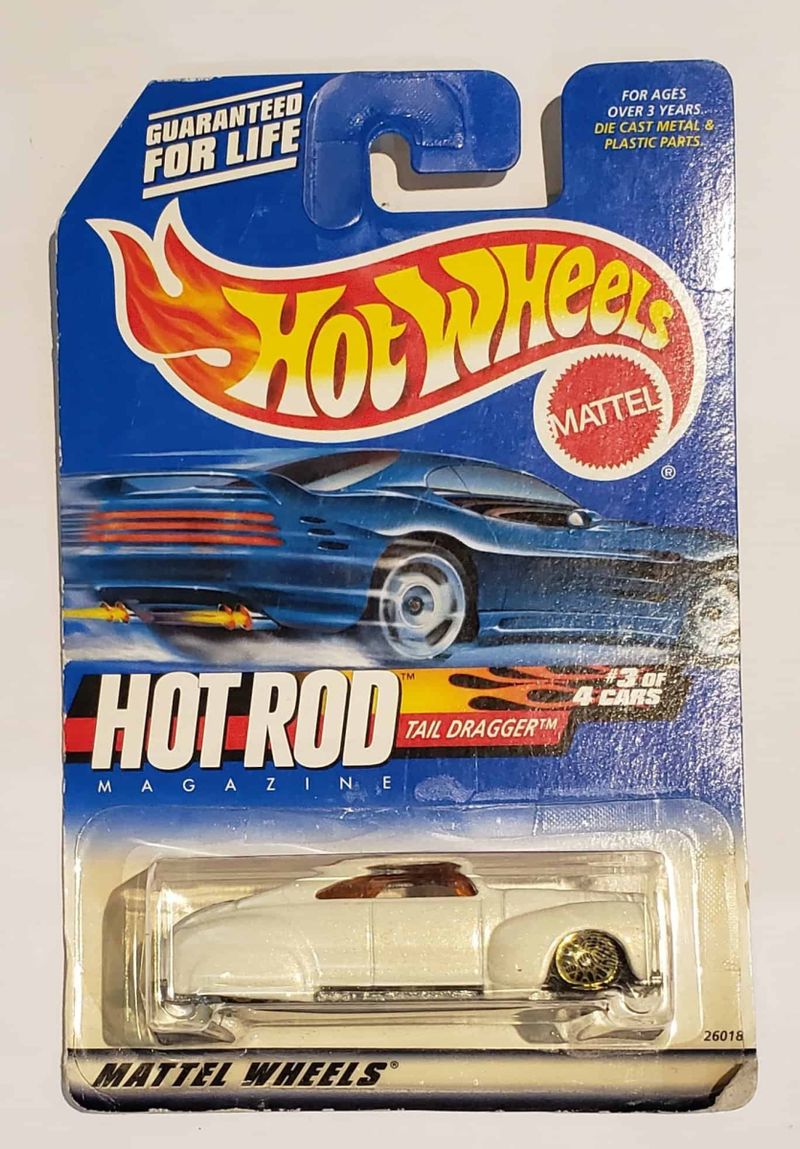 GUARANTEED
FOR LIFE
FOR AGES
OVER 3 YEARS.
DIE CAST METAL &
PLASTIC PARTS.
HOT WHEELS
MATTEL
®
HOT ROD™
MAGAZINE
TAIL DRAGGER™
#3 OF
4 CARS
26018
MATTEL WHEELS®